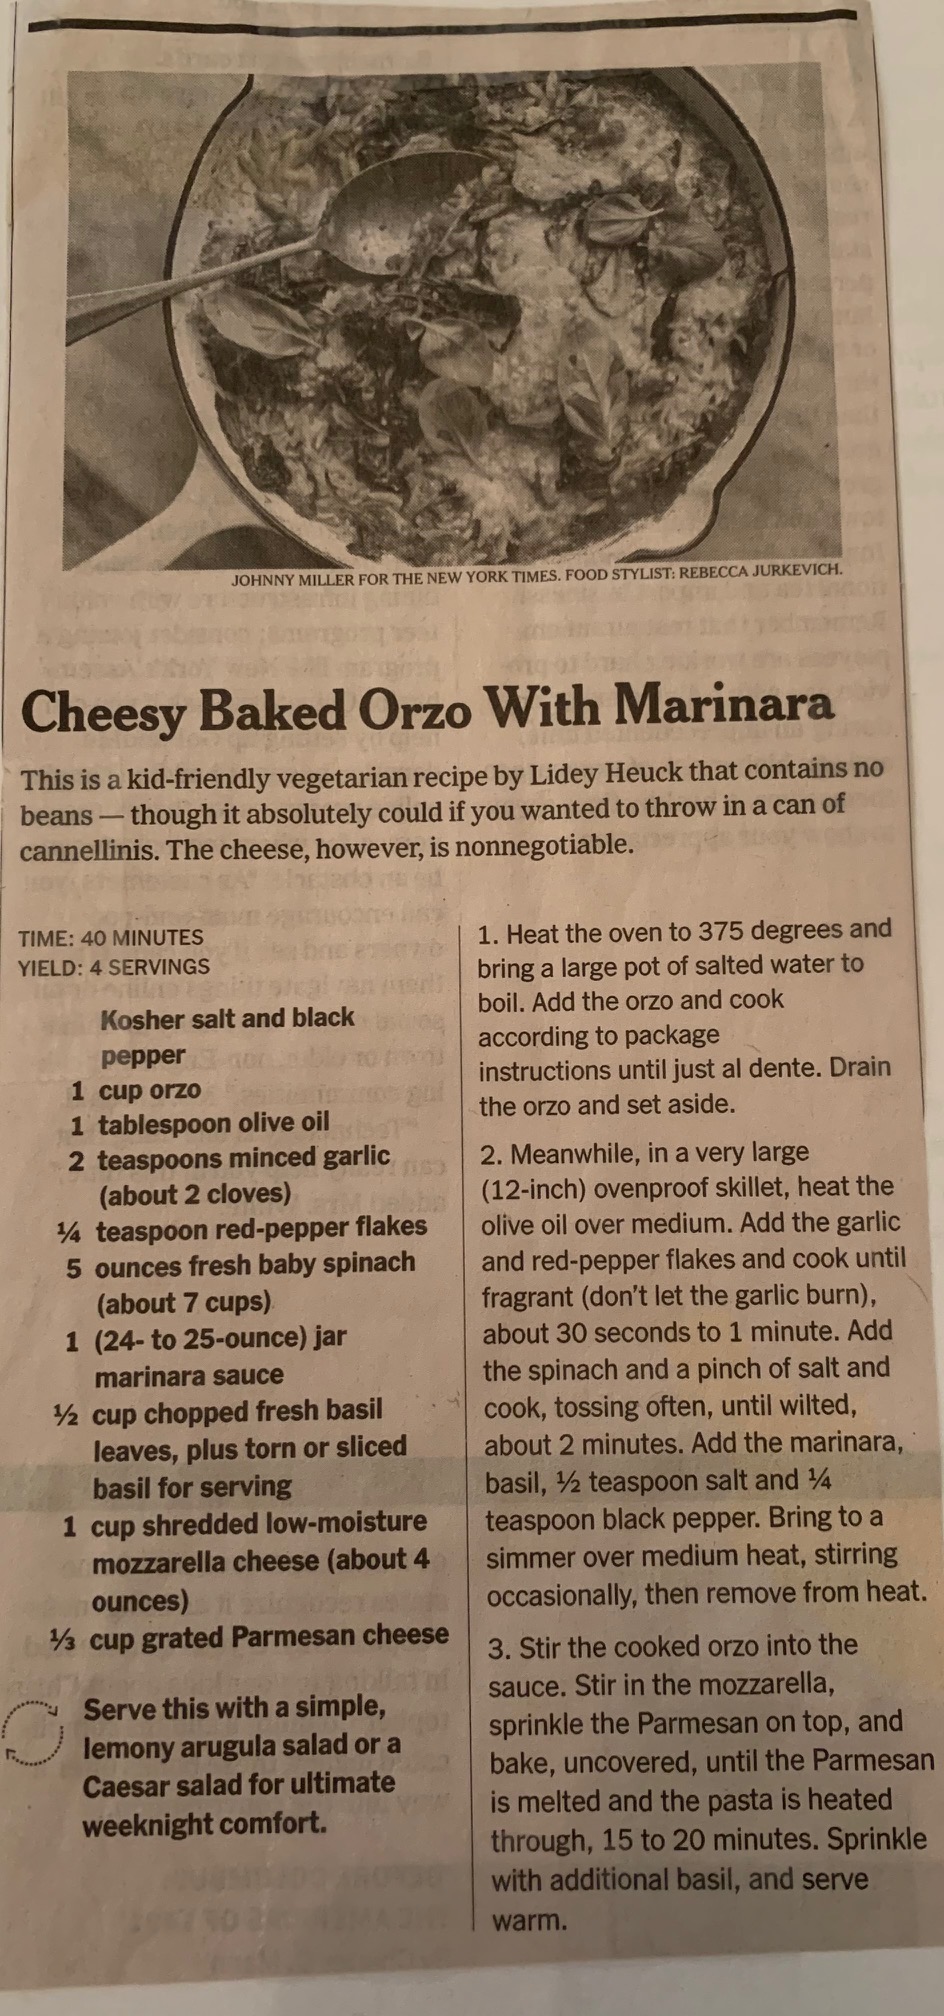 JOHNNY MILLER FOR THE NEW YORK TIMES. FOOD STYLIST: REBECCA JURKEVICH.
Cheesy Baked Orzo With Marinara
This is a kid-friendly vegetarian recipe by Lidey Heuck that contains no
beans — though it absolutely could if you wanted to throw in a can of
cannellinis. The cheese, however, is nonnegotiable.
TIME: 40 MINUTES
YIELD: 4 SERVINGS
Kosher salt and black
pepper
1 cup orzo
1 tablespoon olive oil
2 teaspoons minced garlic
(about 2 cloves)
¼ teaspoon red-pepper flakes
5 ounces fresh baby spinach
(about 7 cups)
1 (24- to 25-ounce) jar
marinara sauce
½ cup chopped fresh basil
leaves, plus torn or sliced
basil for serving
1 cup shredded low-moisture
mozzarella cheese (about 4
ounces)
⅓ cup grated Parmesan cheese
Serve this with a simple,
lemony arugula salad or a
Caesar salad for ultimate
weeknight comfort.
1. Heat the oven to 375 degrees and
bring a large pot of salted water to
boil. Add the orzo and cook
according to package
instructions until just al dente. Drain
the orzo and set aside.
2. Meanwhile, in a very large
(12-inch) ovenproof skillet, heat the
olive oil over medium. Add the garlic
and red-pepper flakes and cook until
fragrant (don't let the garlic burn),
about 30 seconds to 1 minute. Add
the spinach and a pinch of salt and
cook, tossing often, until wilted,
about 2 minutes. Add the marinara,
basil, ½ teaspoon salt and ¼
teaspoon black pepper. Bring to a
simmer over medium heat, stirring
occasionally, then remove from heat.
3. Stir the cooked orzo into the
sauce. Stir in the mozzarella,
sprinkle the Parmesan on top, and
bake, uncovered, until the Parmesan
is melted and the pasta is heated
through, 15 to 20 minutes. Sprinkle
with additional basil, and serve
warm.